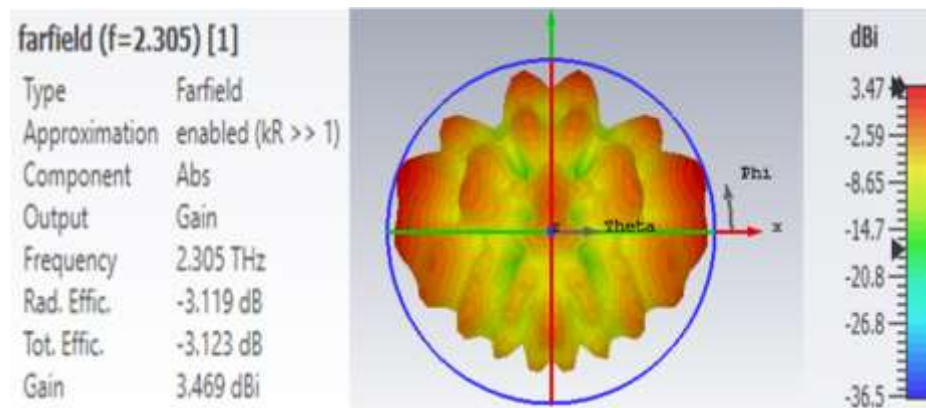 farfield (f=2.305) [1]
Type Farfield
Approximation enabled (kR >> 1)
Component Abs
Output Gain
Frequency 2.305 THz
Rad. Effic. -3.119 dB
Tot. Effic. -3.123 dB
Gain 3.469 dBi
Phi
Theta
x
z
dBi
3.47
-2.59
-8.65
-14.7
-20.8
-26.8
-36.5